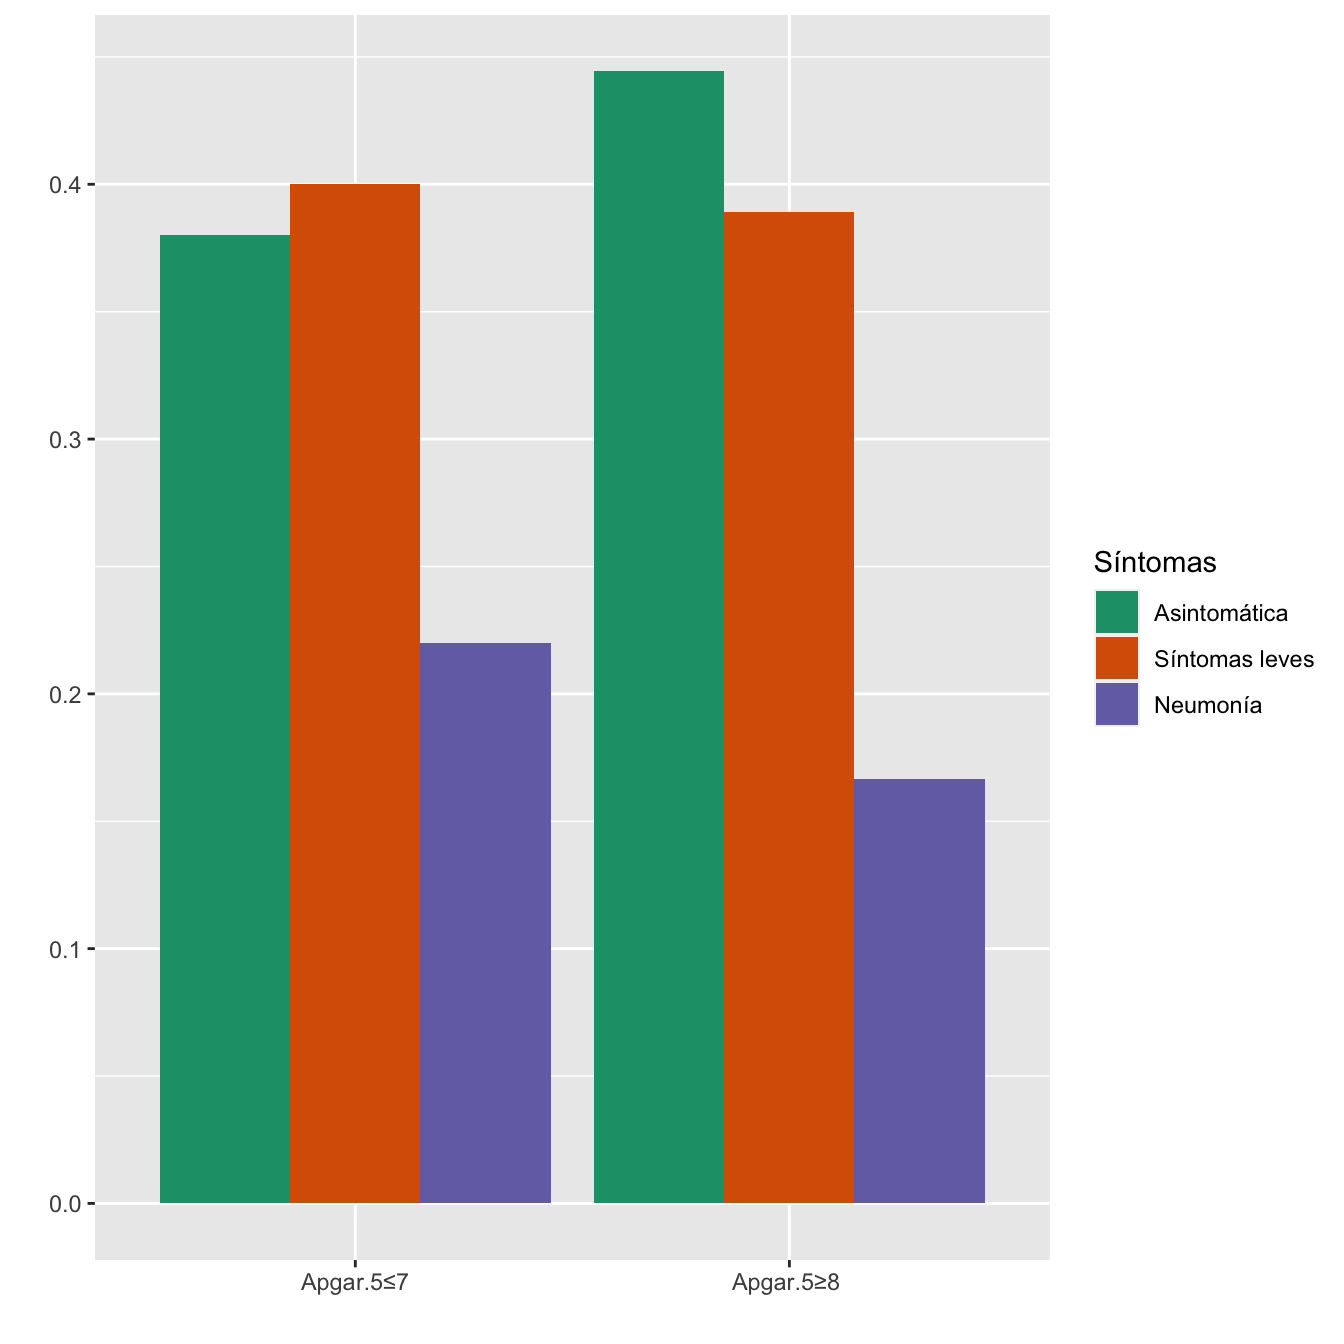 0.4
0.3
0.2
0.1
0.0
Apgar.5≤7
Apgar.5≥8
Síntomas
Asintomática
Síntomas leves
Neumonía